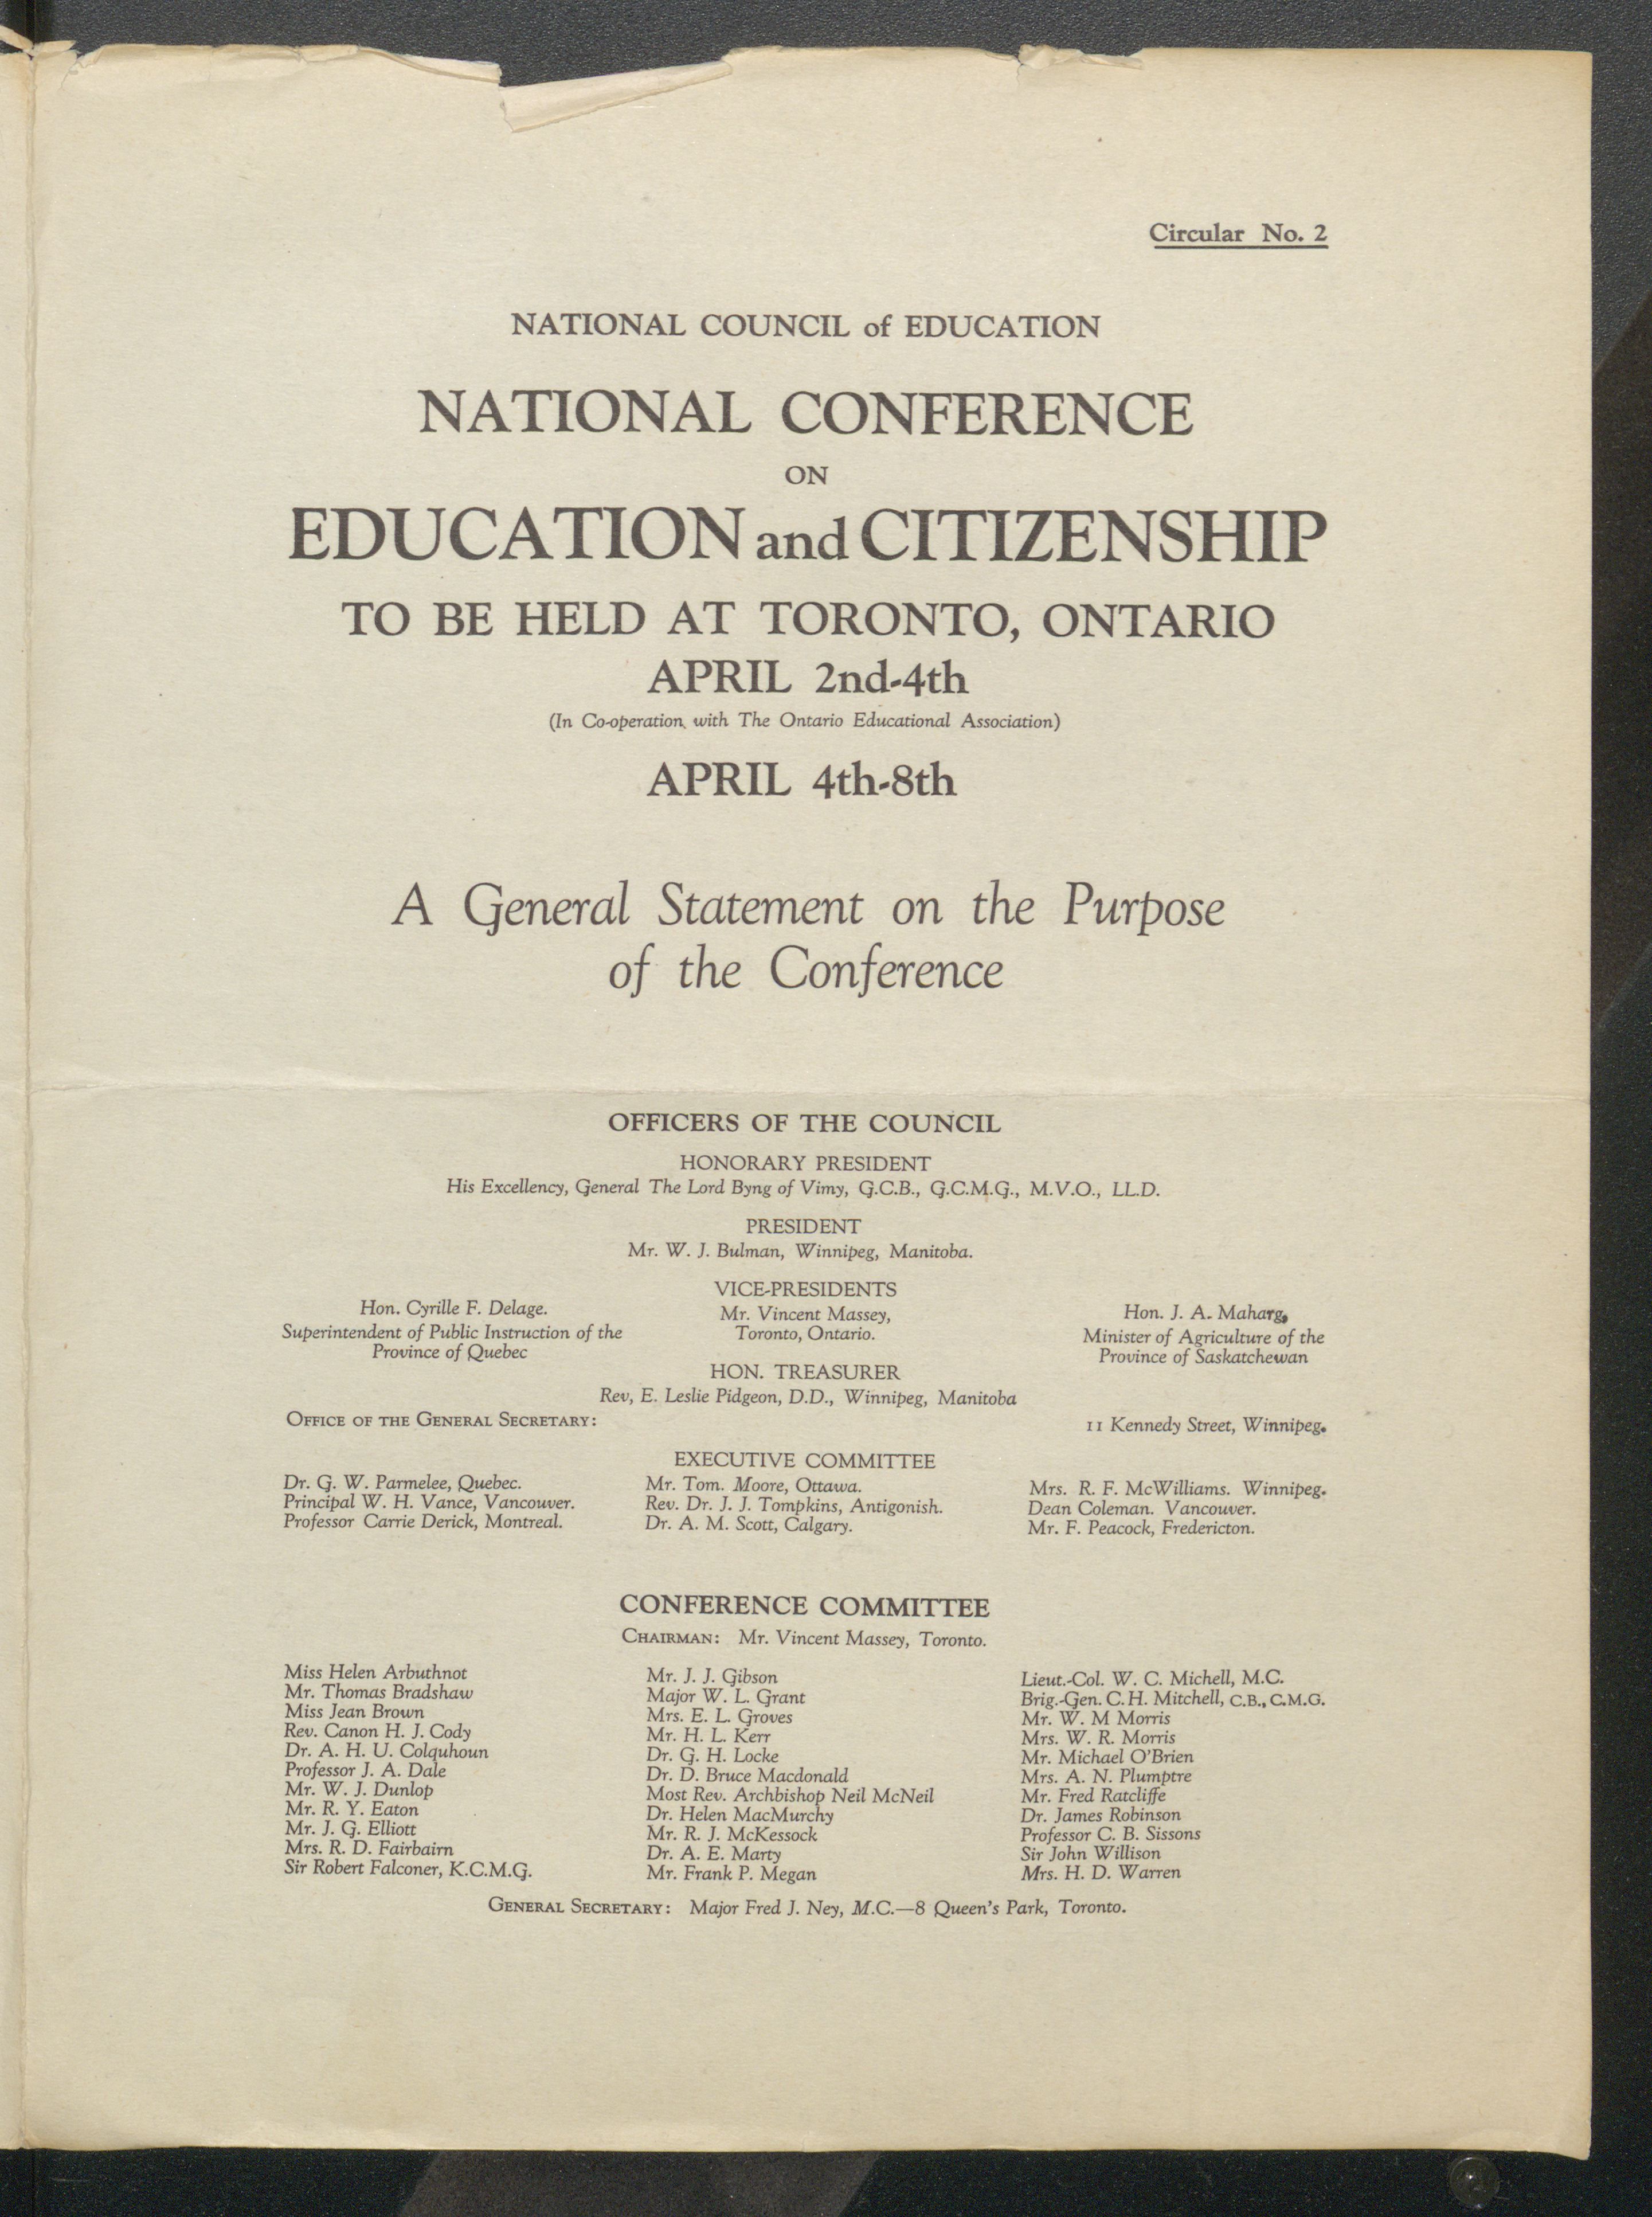 Circular No. 2
NATIONAL COUNCIL of EDUCATION
NATIONAL CONFERENCE
ON
EDUCATION and CITIZENSHIP
TO BE HELD AT TORONTO, ONTARIO
APRIL 2nd-4th
(In Co-operation with The Ontario Educational Association)
APRIL 4th-8th
A General Statement on the Purpose
of the Conference
OFFICERS OF THE COUNCIL
HONORARY PRESIDENT
His Excellency, General The Lord Byng of Vimy, G.C.B., G.C.M.G., M.V.O., LL.D.
PRESIDENT
Mr. W. J. Bulman, Winnipeg, Manitoba.
VICE-PRESIDENTS
Hon. Cyrille F. Delage.
Superintendent of Public Instruction of the
Province of Quebec
Mr. Vincent Massey,
Toronto, Ontario.
Hon. J. A. Maharg,
Minister of Agriculture of the
Province of Saskatchewan
HON. TREASURER
Rev, E. Leslie Pidgeon, D.D., Winnipeg, Manitoba
OFFICE OF THE GENERAL SECRETARY: 11 Kennedy Street, Winnipeg.
EXECUTIVE COMMITTEE
Dr. G. W. Parmelee, Quebec.
Principal W. H. Vance, Vancouver.
Professor Carrie Derick, Montreal.
Mr. Tom. Moore, Ottawa.
Rev. Dr. J. J. Tompkins, Antigonish.
Dr. A. M. Scott, Calgary.
Mrs. R. F. McWilliams. Winnipeg.
Dean Coleman. Vancouver.
Mr. F. Peacock, Fredericton.
CONFERENCE COMMITTEE
CHAIRMAN: Mr. Vincent Massey, Toronto.
Miss Helen Arbuthnot
Mr. Thomas Bradshaw
Miss Jean Brown
Rev. Canon H. J. Cody
Dr. A. H. U. Colquhoun
Professor J. A. Dale
Mr. W. J. Dunlop
Mr. R. Y. Eaton
Mr. J. G. Elliott
Mrs. R. D. Fairbairn
Sir Robert Falconer, K.C.M.G.
Mr. J. J. Gibson
Major W. L. Grant
Mrs. E. L. Groves
Mr. H. L. Kerr
Dr. G. H. Locke
Dr. D. Bruce Macdonald
Most Rev. Archbishop Neil McNeil
Dr. Helen MacMurchy
Mr. R. J. McKessock
Dr. A. E. Marty
Mr. Frank P. Megan
Lieut.-Col. W. C. Michell, M.C.
Brig.-Gen. C. H. Mitchell, C.B., C.M.G.
Mr. W. M Morris
Mrs. W. R. Morris
Mr. Michael O'Brien
Mrs. A. N. Plumptre
Mr. Fred Ratcliffe
Dr. James Robinson
Professor C. B. Sissons
Sir John Willison
Mrs. H. D. Warren
GENERAL SECRETARY: Major Fred J. Ney, M.C.—8 Queen's Park, Toronto.